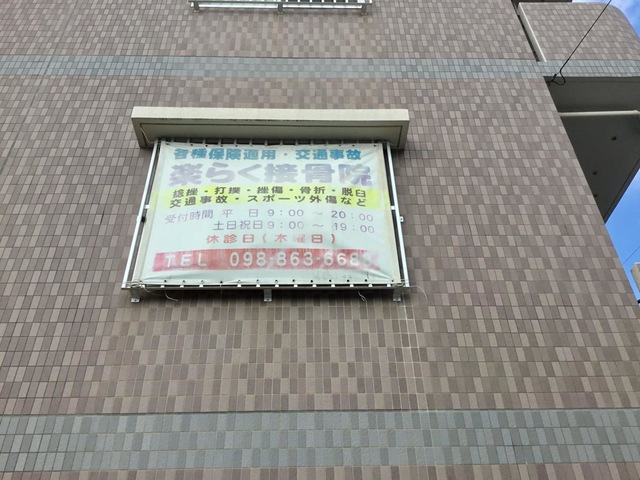 各種保険適用・交通事故
楽らく接骨院
捻挫・打撲・挫傷・骨折・脱臼
交通事故・スポーツ外傷など
受付時間 平 日 9:00 ～ 20:00
土日祝日 9:00 ～ 19:00
休診日(木曜日)
TEL 098-863-668